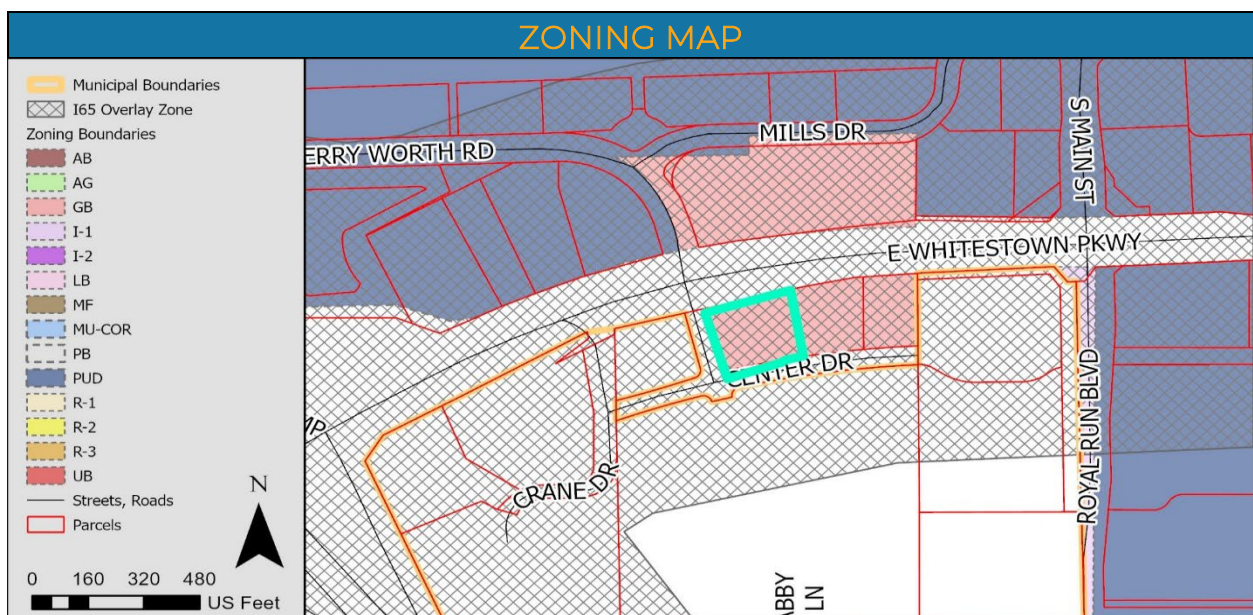 ZONING MAP
Municipal Boundaries
I65 Overlay Zone
Zoning Boundaries
AB
AG
GB
I-1
I-2
LB
MF
MU-COR
PB
PUD
R-1
R-2
R-3
UB
Streets, Roads
Parcels
N
0 160 320 480
US Feet
MILLS DR
ERRY WORTH RD
S MAIN ST
E WHITESTOWN PKWY
CENTER DR
MP
CRANE DR
ROYAL RUN BLVD
ABBY
LN